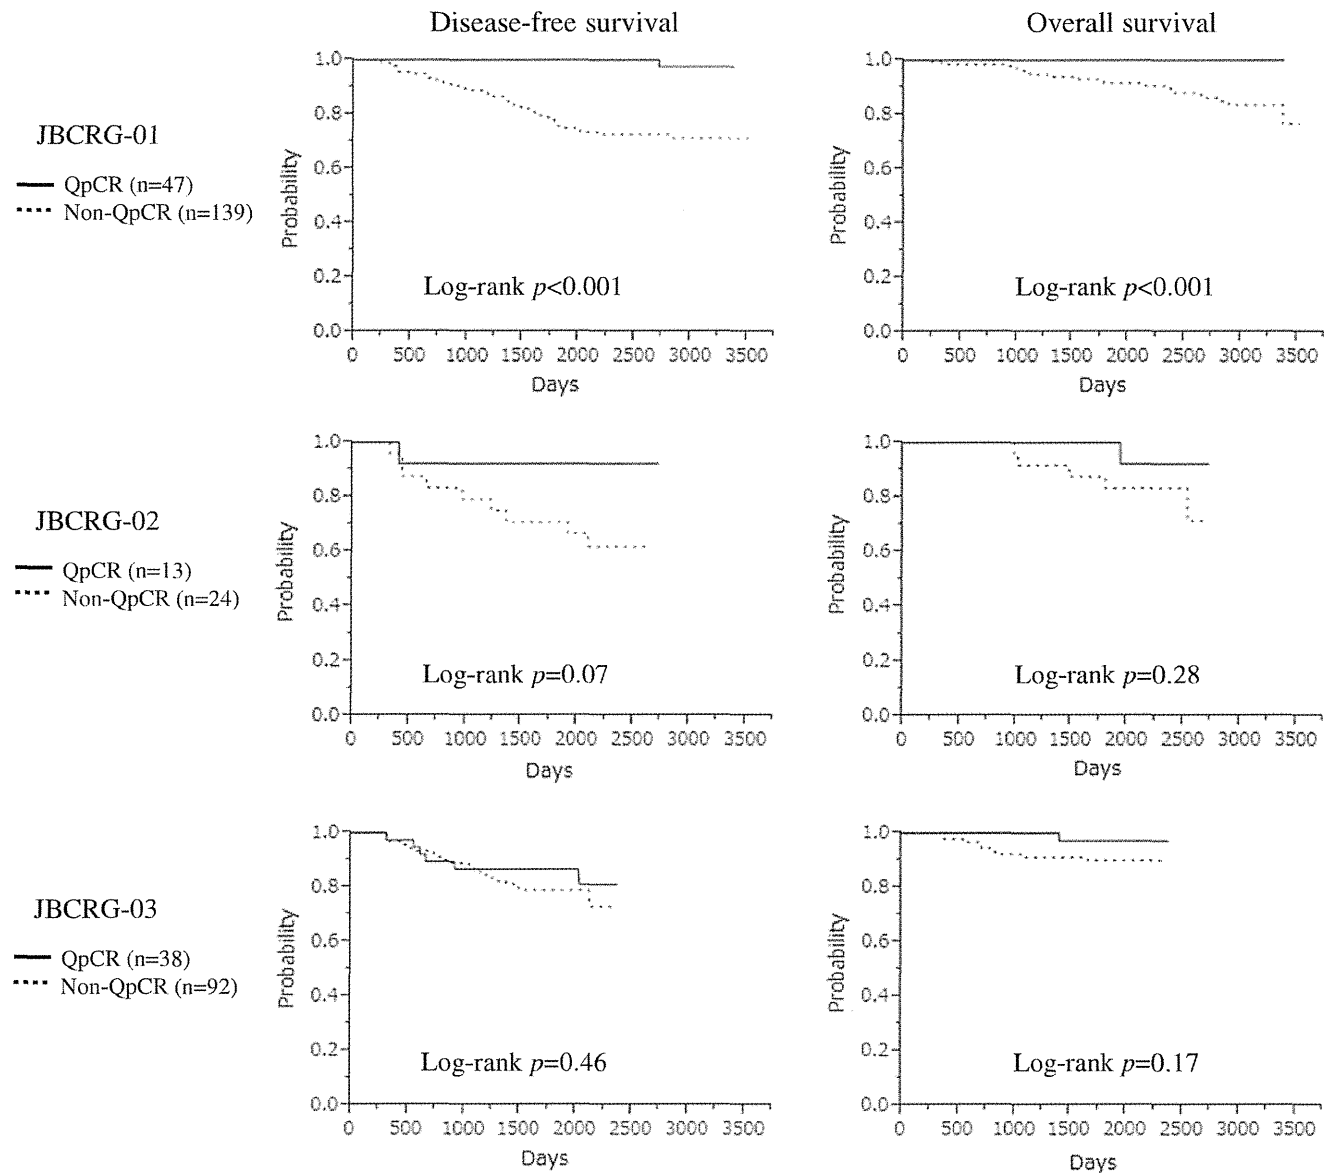 Disease-free survival
Overall survival
JBCRG-01
QpCR (n=47)
Non-QpCR (n=139)
Probability
1.0
0.8
0.6
0.4
0.2
0.0
Log-rank p<0.001
0 500 1000 1500 2000 2500 3000 3500
Days
Probability
1.0
0.8
0.6
0.4
0.2
0.0
Log-rank p<0.001
0 500 1000 1500 2000 2500 3000 3500
Days
JBCRG-02
QpCR (n=13)
Non-QpCR (n=24)
Probability
1.0
0.8
0.6
0.4
0.2
0.0
Log-rank p=0.07
0 500 1000 1500 2000 2500 3000 3500
Days
Probability
1.0
0.8
0.6
0.4
0.2
0.0
Log-rank p=0.28
0 500 1000 1500 2000 2500 3000 3500
Days
JBCRG-03
QpCR (n=38)
Non-QpCR (n=92)
Probability
1.0
0.8
0.6
0.4
0.2
0.0
Log-rank p=0.46
0 500 1000 1500 2000 2500 3000 3500
Days
Probability
1.0
0.8
0.6
0.4
0.2
0.0
Log-rank p=0.17
0 500 1000 1500 2000 2500 3000 3500
Days